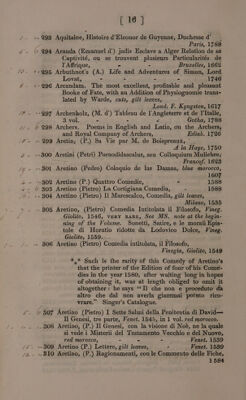 [ 16 ]
293 Aquitaine, Histoire d'Eleonor de Guyenne, Duchesse d'
Paris, 1788
294 Aranda (Emanuel d') jadis Esclave a Alger Relation de sa
Captivité, ou se trouvent plusieurs Particularies de
l'Afrique, - - - Bruxelles, 1662
295 Arbuthnot's (A.) Life and Adventures of Simon, Lord
Lovat, - - - 1746
296 Arcandam. The most excellent, profitable and pleasant
Booke of Fate, with an Addition of Physiognomie trans-
lated by Warde, cuts, gilt leaves,
Lond. F. Kyngston, 1617
297 Archenholz, (M. d') Tableau de l'Angleterre et de l'Italie,
3 vol. - - - Gotha, 1788
298 Archers. Poems in English and Latin, on the Archers,
and Royal Company of Archers, Edinb. 1726
299 Aretin, (P.) Sa Vie par M. de Boispreaux,
A la Haye, 1750
300 Aretini (Petri) Pornodidascalus, seu Colloquium Muliebre,
Francof. 1623
301 Aretino (Pedro) Coloquio de las Damas, blue morocco,
1607
302 Aretino (P.) Quattro Comedie, - - 1588
303 Aretino (Pietro) La Cortigiana Comedia, 1589
304 Aretino (Pietro) Il Marescalco, Comedia, gilt leaves,
Milano, 1535
305 Aretino, (Pietro) Comedia Intitolata il Filosofo, Vineg.
Giolito, 1546, VERY RARE, See MN. note at the begin-
ning of the Volume. Sonetti, Satire, e le morali Epis-
tole di Horatio ridotte da Lodovico Dolce, Vineg.
Giolito, 1559.
306 Aretino (Pietro) Comedia intitolata, il Filosofo,
Vinegia, Giolito, 1549
*** Such is the rarity of this Comedy of Aretino's
that the printer of the Edition of four of his Come-
dies in the year 1580, after waiting long in hopes
of obtaining it, was at length obliged to omit it
altogether: he says "Il che non e proceduto da
altro che dal non averla giammai potuto rice-
vrare." Singer's Catalogue.
307 Aretino (Pietro) I Sette Salmi della Penitentia di David—
Il Genesi, tre parte, Venet. 1545, in 1 vol. red morocco.
308 Aretino, (P.) Il Genesi, con la visione di Noè, ne la quale
si vede i Misterii del Testamento Vecchio e del Nuovo,
red morocco, - - - Venet. 1539
309 Aretino (P.) Lettere, gilt leaves, Venet. 1539
310 Aretino, (P.) Ragionamenti, con le Commento delle Fiche,
1584